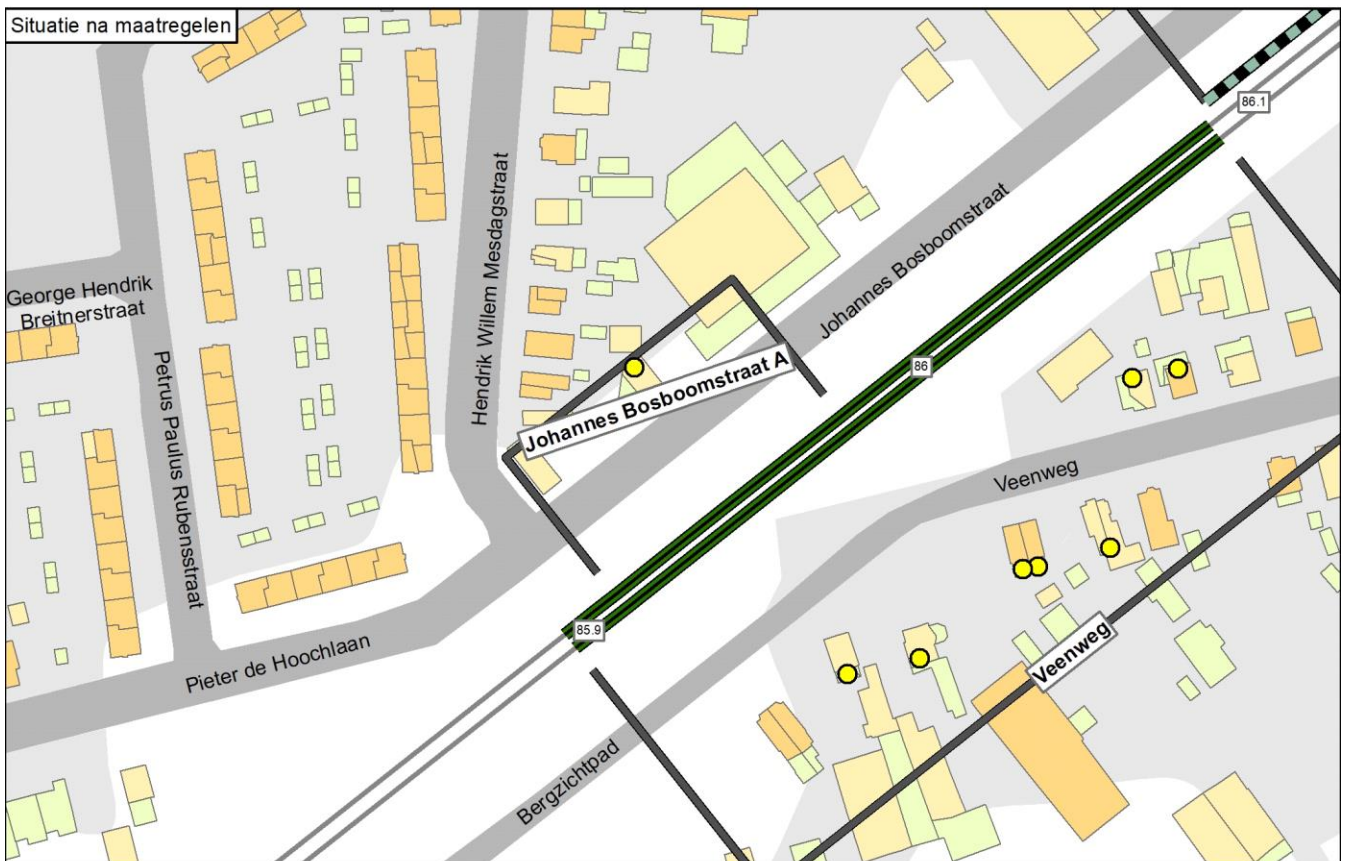 Situatie na maatregelen
86.1
Johannes Bosboomstraat
Hendrik Willem Mesdagstraat
George Hendrik
Breitnerstraat
Petrus Paulus Rubensstraat
86
Johannes Bosboomstraat A
Veenweg
85.9
Pieter de Hoochlaan
Veenweg
Bergzichtpad